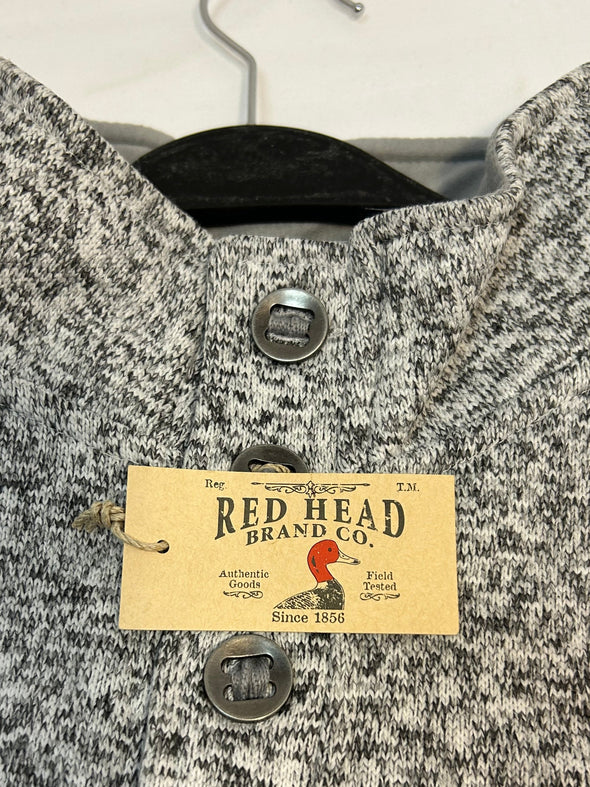 Reg. T.M.
RED HEAD
BRAND CO.
Authentic
Goods
Field
Tested
Since 1856